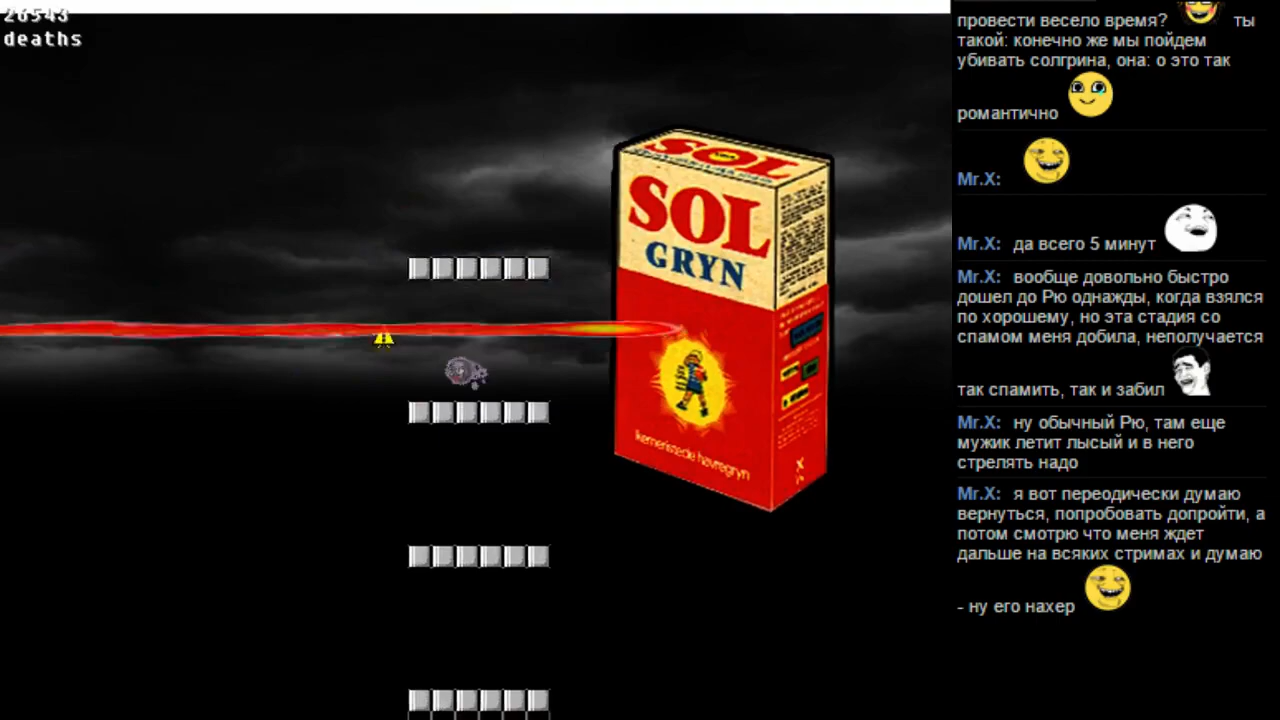 26543
deaths
SOL
SOL
GRYN
kerneristede havregryn
провести весело время? ты
такой: конечно же мы пойдем
убивать солгрина, она: о это так
романтично
Mr.X:
Mr.X: да всего 5 минут
Mr.X: вообще довольно быстро
дошел до Рю однажды, когда взялся
по хорошему, но эта стадия со
спамом меня добила, неполучается
так спамить, так и забил
Mr.X: ну обычный Рю, там еще
мужик летит лысый и в него
стрелять надо
Mr.X: я вот переодически думаю
вернуться, попробовать допройти, а
потом смотрю что меня ждет
дальше на всяких стримах и думаю
- ну его нахер